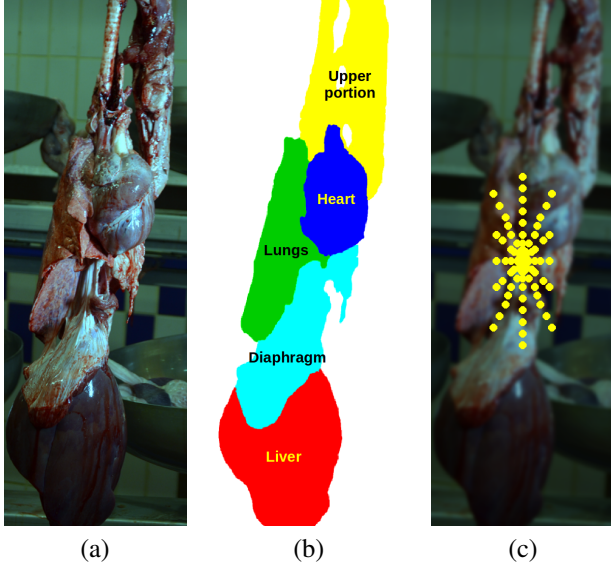 Upper
portion
Heart
Lungs
Diaphragm
Liver
(a)
(b)
(c)